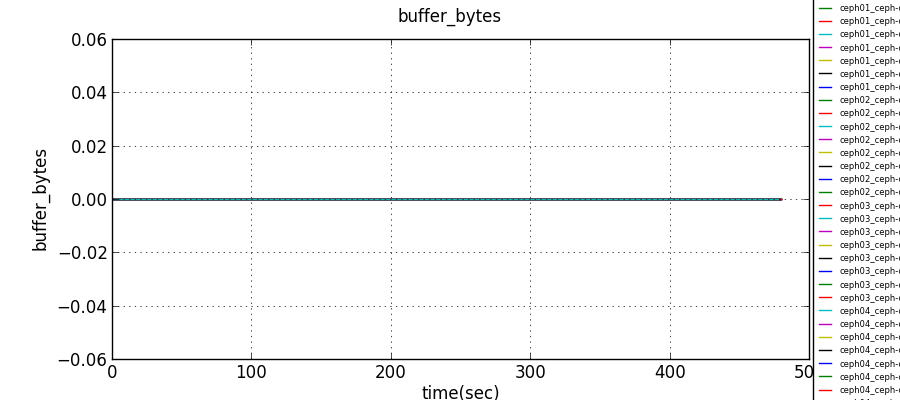 buffer_bytes
0.06
0.04
0.02
0.00
−0.02
−0.04
−0.06
buffer_bytes
0
100
200
300
400
50
time(sec)
ceph01_ceph-
ceph01_ceph-
ceph01_ceph-
ceph01_ceph-
ceph01_ceph-
ceph01_ceph-
ceph01_ceph-
ceph02_ceph-
ceph02_ceph-
ceph02_ceph-
ceph02_ceph-
ceph02_ceph-
ceph02_ceph-
ceph02_ceph-
ceph02_ceph-
ceph03_ceph-
ceph03_ceph-
ceph03_ceph-
ceph03_ceph-
ceph03_ceph-
ceph03_ceph-
ceph03_ceph-
ceph03_ceph-
ceph04_ceph-
ceph04_ceph-
ceph04_ceph-
ceph04_ceph-
ceph04_ceph-
ceph04_ceph-
ceph04_ceph-